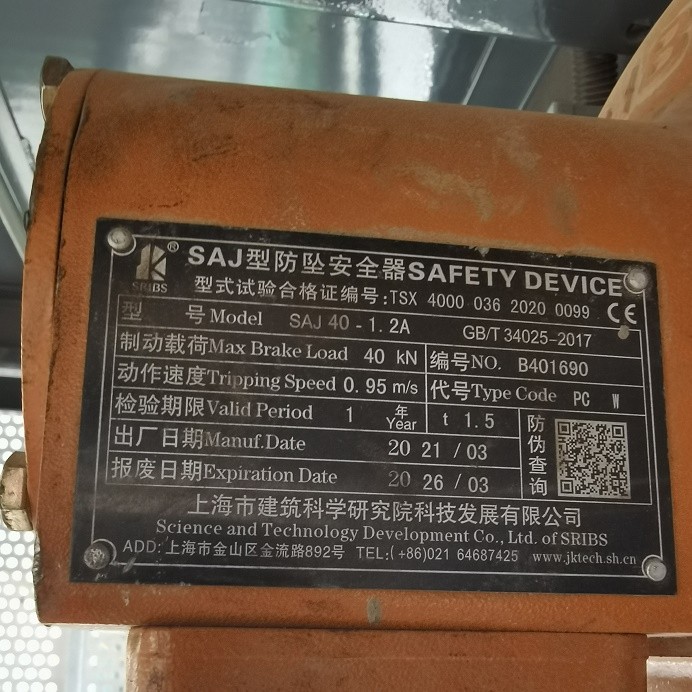 SAJ型防坠安全器SAFETY DEVICE
® SRIBS
型式试验合格证编号:TSX 4000 036 2020 0099 CE
型 号Model SAJ 40-1.2A GB/T 34025-2017
制动载荷Max Brake Load 40 kN 编号NO. B401690
动作速度Tripping Speed 0.95 m/s 代号Type Code PC W
检验期限Valid Period 1 年Year t 1.5
出厂日期Manuf.Date 20 21 / 03
报废日期Expiration Date 20 26 / 03
防伪查询
上海市建筑科学研究院科技发展有限公司
Science and Technology Development Co., Ltd. of SRIBS
ADD:上海市金山区金流路892号 TEL:(+86)021 64687425 www.jktech.sh.cn